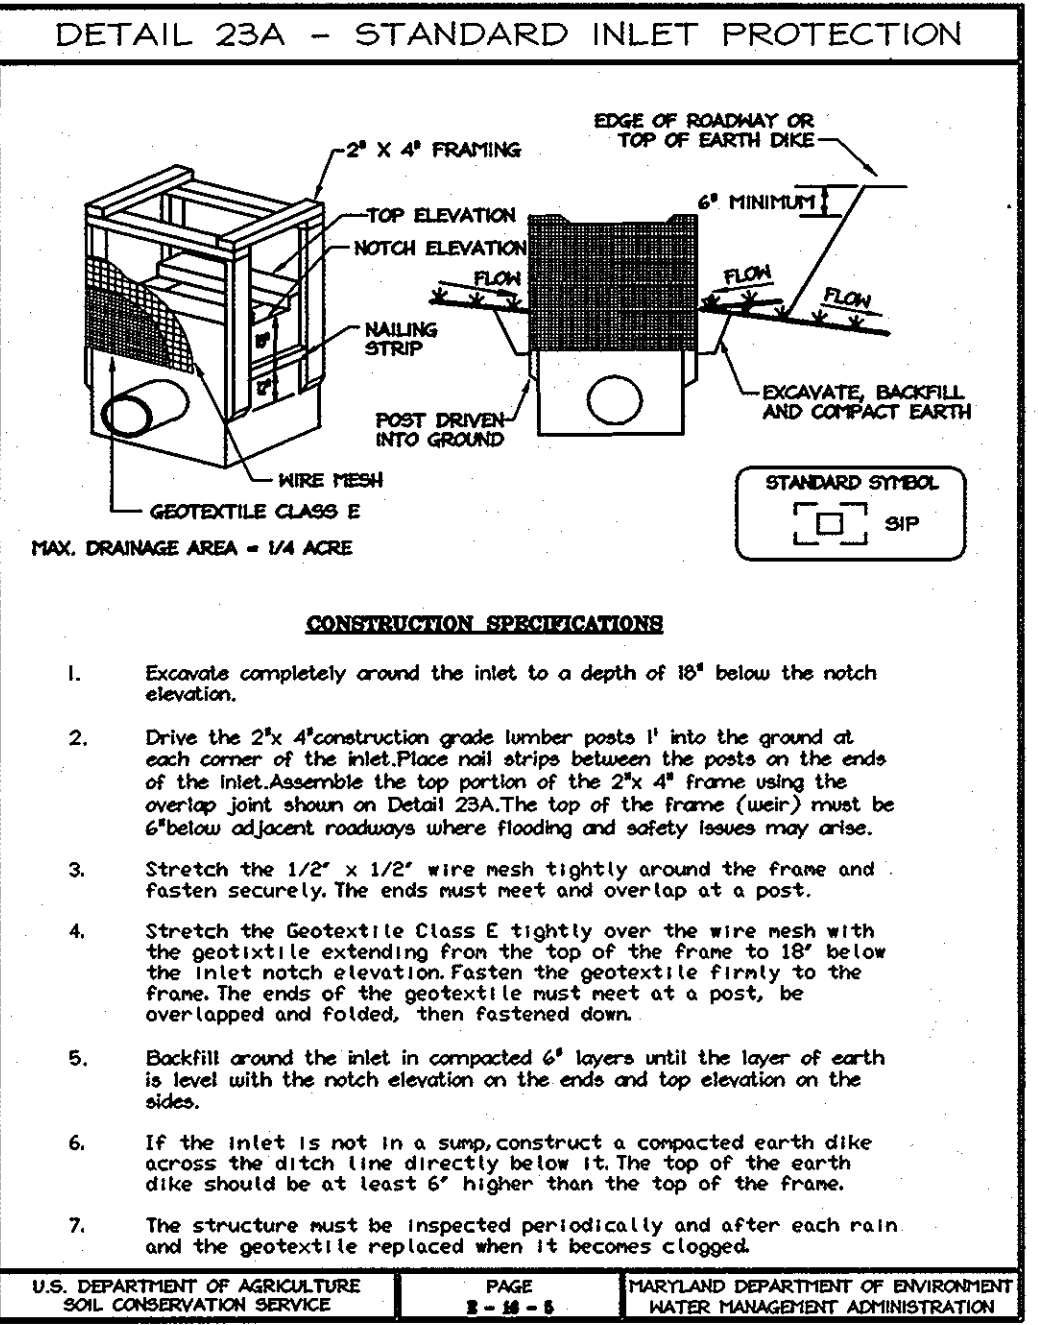 DETAIL 23A - STANDARD INLET PROTECTION
EDGE OF ROADWAY OR
TOP OF EARTH DIKE
2" X 4" FRAMING
6" MINIMUM
TOP ELEVATION
NOTCH ELEVATION
FLOW
FLOW
FLOW
18"
NAILING
STRIP
12"
EXCAVATE, BACKFILL
AND COMPACT EARTH
POST DRIVEN
INTO GROUND
WIRE MESH
GEOTEXTILE CLASS E
STANDARD SYMBOL
SIP
MAX. DRAINAGE AREA = 1/4 ACRE
CONSTRUCTION SPECIFICATIONS
1. Excavate completely around the inlet to a depth of 18" below the notch
elevation.
2. Drive the 2"x 4"construction grade lumber posts 1' into the ground at
each corner of the inlet.Place nail strips between the posts on the ends
of the inlet.Assemble the top portion of the 2"x 4" frame using the
overlap joint shown on Detail 23A.The top of the frame (weir) must be
6"below adjacent roadways where flooding and safety issues may arise.
3. Stretch the 1/2" x 1/2" wire mesh tightly around the frame and
fasten securely. The ends must meet and overlap at a post.
4. Stretch the Geotextile Class E tightly over the wire mesh with
the geotixtile extending from the top of the frame to 18" below
the inlet notch elevation. Fasten the geotextile firmly to the
frame. The ends of the geotextile must meet at a post, be
overlapped and folded, then fastened down.
5. Backfill around the inlet in compacted 6" layers until the layer of earth
is level with the notch elevation on the ends and top elevation on the
sides.
6. If the inlet is not in a sump, construct a compacted earth dike
across the ditch line directly below it. The top of the earth
dike should be at least 6" higher than the top of the frame.
7. The structure must be inspected periodically and after each rain
and the geotextile replaced when it becomes clogged.
U.S. DEPARTMENT OF AGRICULTURE
SOIL CONSERVATION SERVICE
PAGE
E - 16 - 5
MARYLAND DEPARTMENT OF ENVIRONMENT
WATER MANAGEMENT ADMINISTRATION